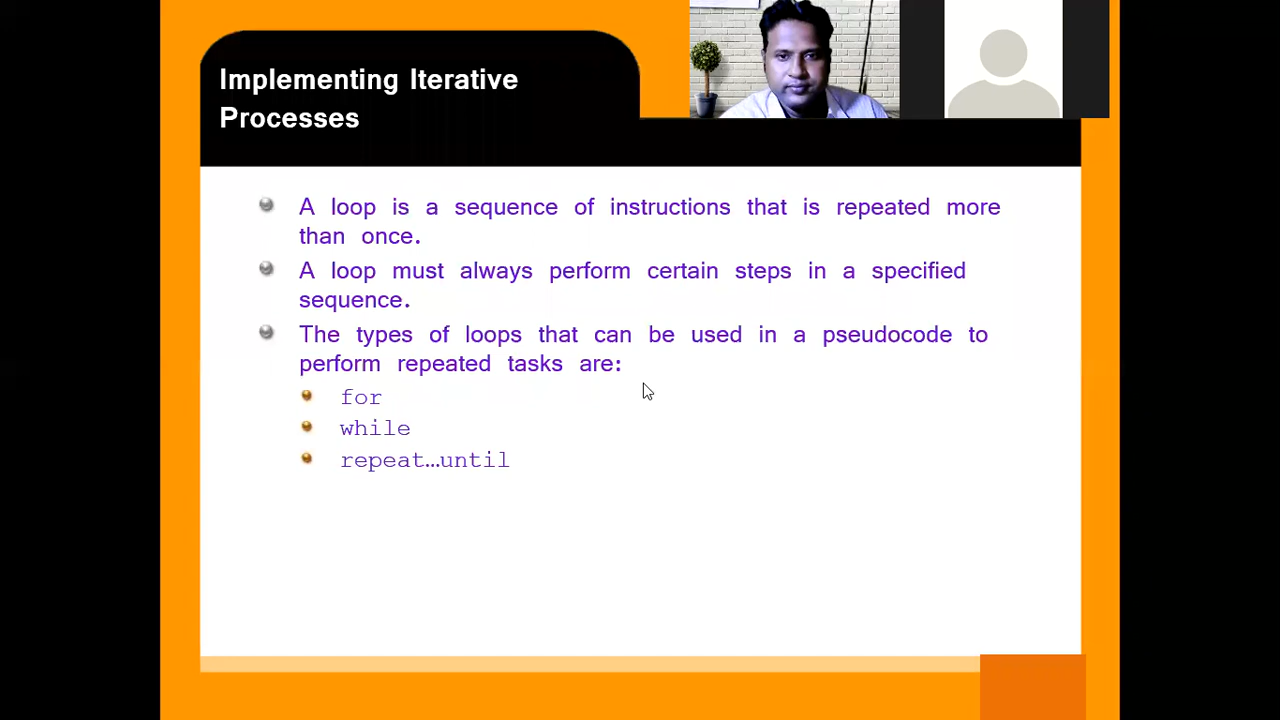 Implementing Iterative
Processes
A loop is a sequence of instructions that is repeated more
than once.
A loop must always perform certain steps in a specified
sequence.
The types of loops that can be used in a pseudocode to
perform repeated tasks are:
for
while
repeat…until